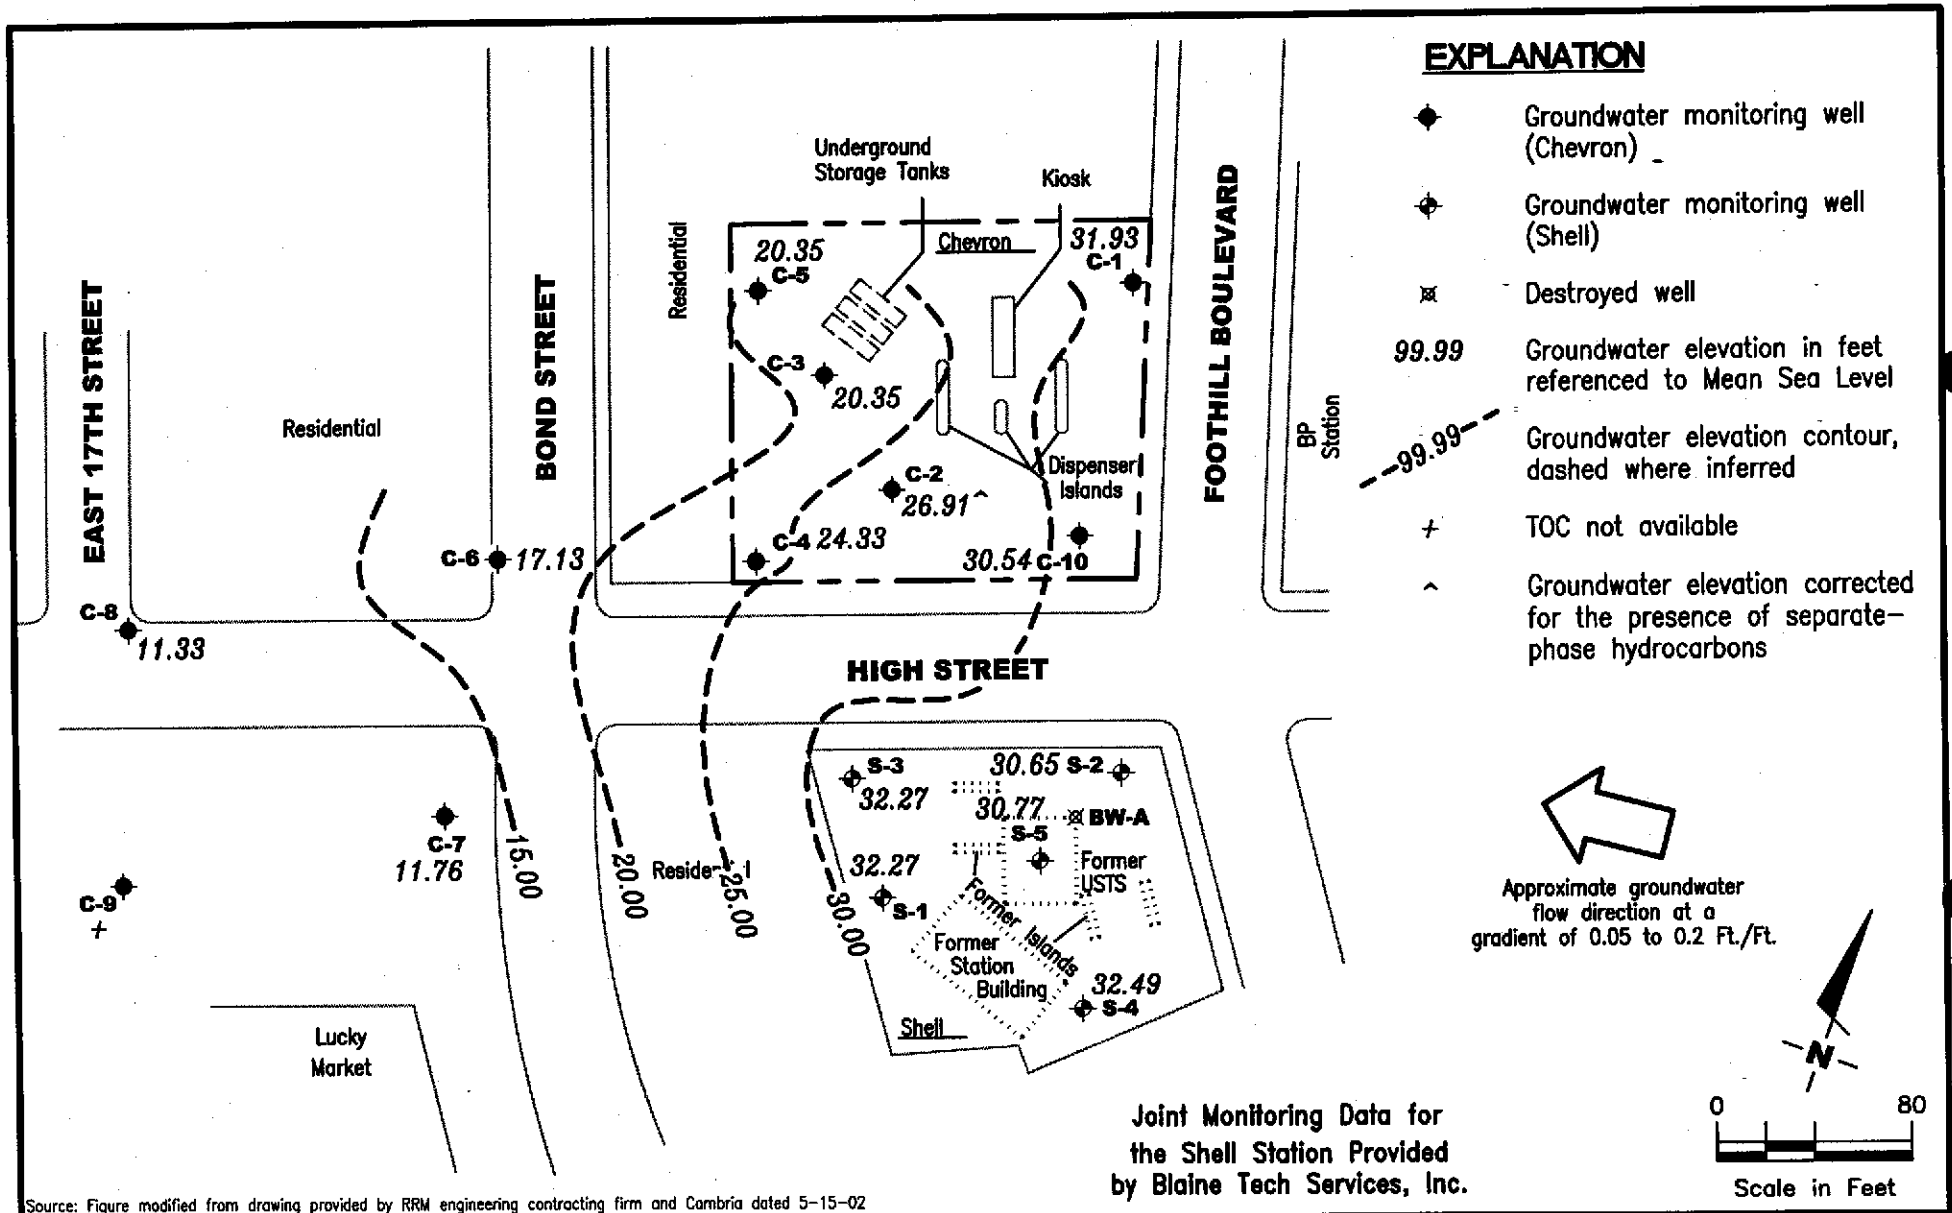 EXPLANATION
Groundwater monitoring well
(Chevron)
Groundwater monitoring well
(Shell)
Destroyed well
99.99
Groundwater elevation in feet
referenced to Mean Sea Level
99.99
Groundwater elevation contour,
dashed where inferred
+
TOC not available
^
Groundwater elevation corrected
for the presence of separate-
phase hydrocarbons
Underground
Storage Tanks
Kiosk
Chevron
31.93
C-1
20.35
C-5
Residential
C-3
20.35
C-2
26.91^
Dispenser
Islands
C-4 24.33
30.54 C-10
EAST 17TH STREET
BOND STREET
FOOTHILL BOULEVARD
BP
Station
Residential
C-6
17.13
C-8
11.33
HIGH STREET
S-3
32.27
30.65 S-2
30.77
BW-A
S-5
Former
USTS
32.27
S-1
Former Islands
Former
Station
Building
32.49
S-4
Shell
C-7
11.76
C-9
+
15.00
20.00
25.00
30.00
Lucky
Market
Approximate groundwater
flow direction at a
gradient of 0.05 to 0.2 Ft./Ft.
N
0 80
Scale in Feet
Joint Monitoring Data for
the Shell Station Provided
by Blaine Tech Services, Inc.
Source: Figure modified from drawing provided by RRM engineering contracting firm and Cambria dated 5-15-02